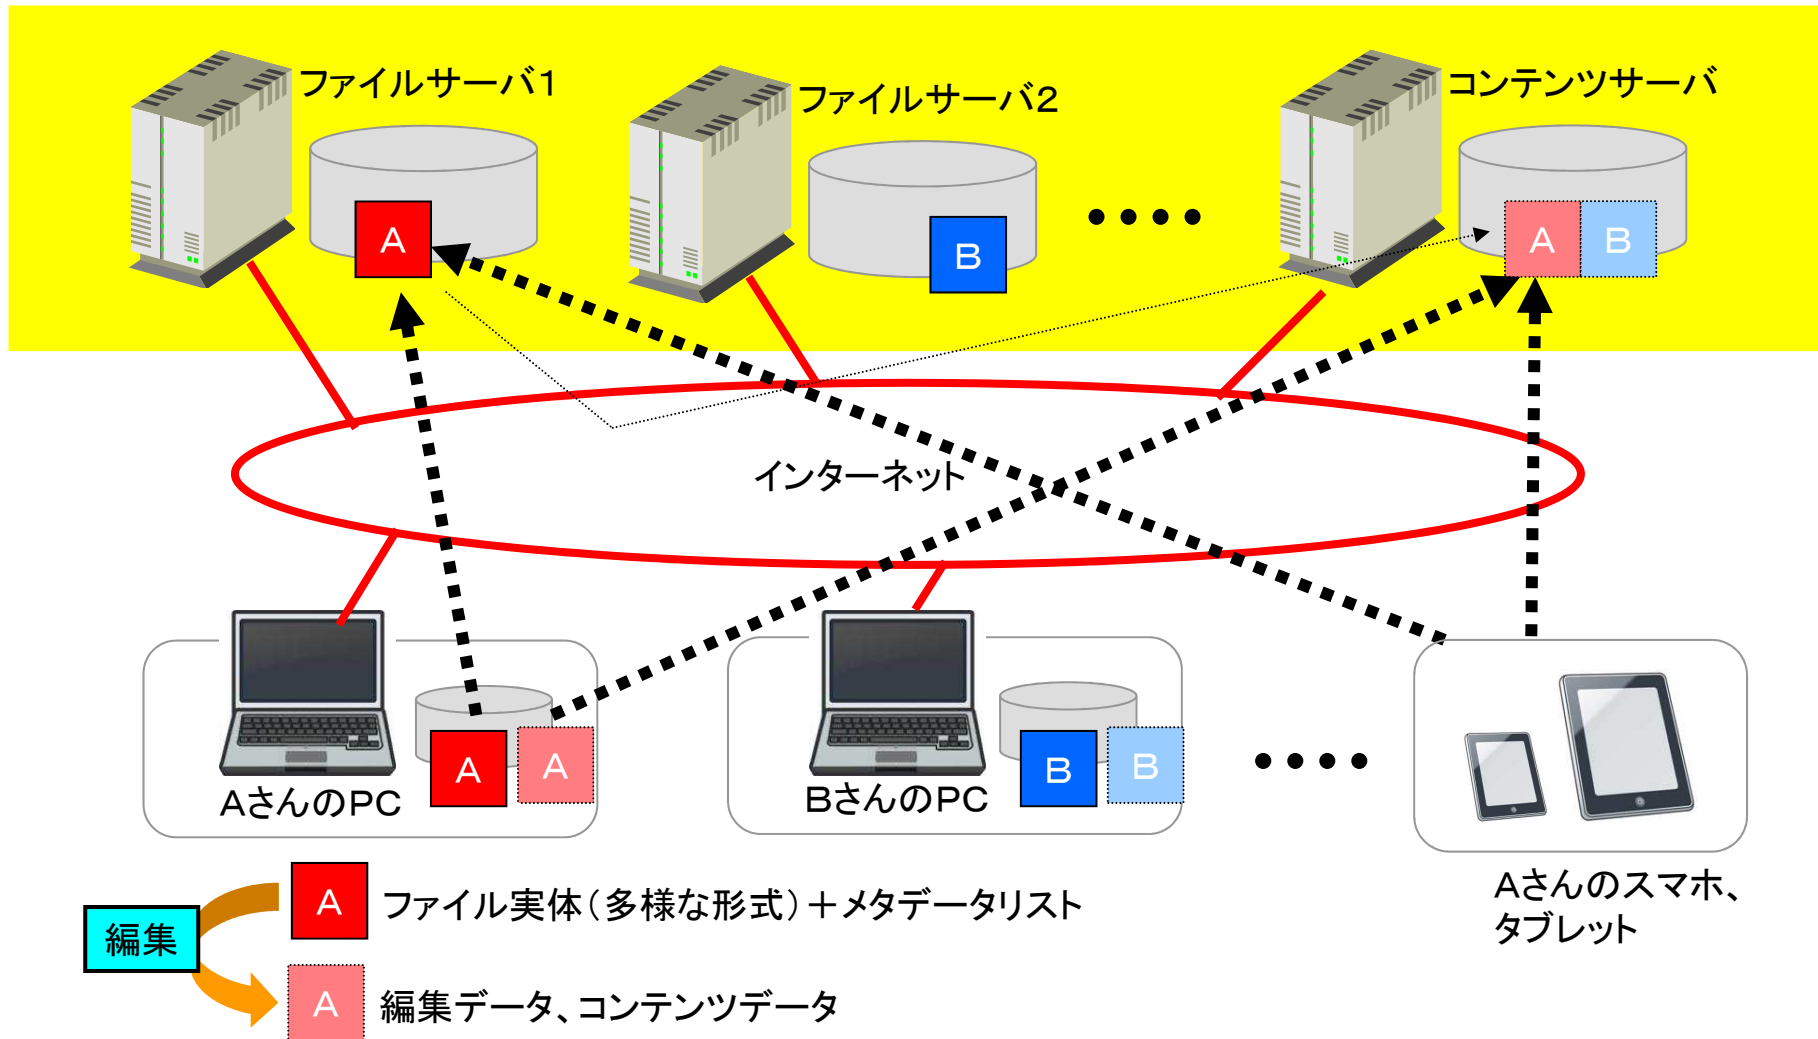 ファイルサーバ１
ファイルサーバ２
コンテンツサーバ
A
B
A B
インターネット
A A
B B
AさんのPC
BさんのPC
Aさんのスマホ、
タブレット
編集
A ファイル実体（多様な形式）＋メタデータリスト
A 編集データ、コンテンツデータ